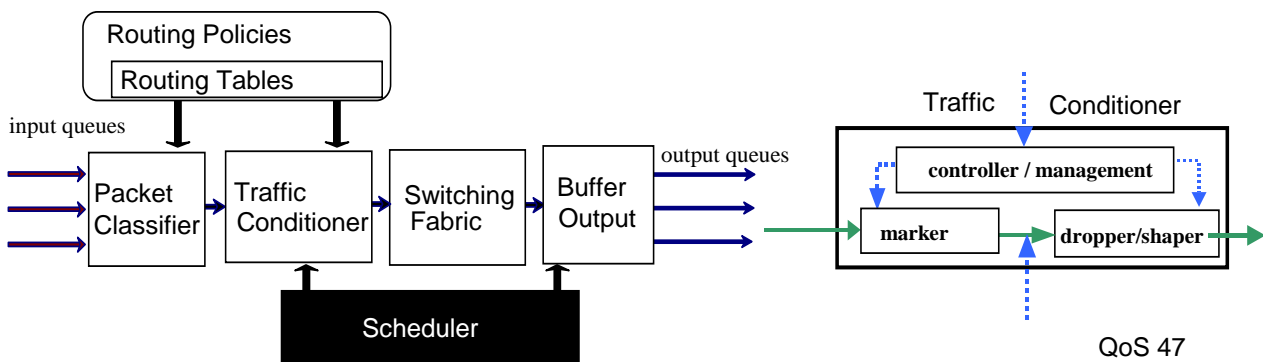 Routing Policies
Routing Tables
input queues
Packet
Classifier
Traffic
Conditioner
Switching
Fabric
Buffer
Output
output queues
Scheduler
Traffic Conditioner
controller / management
marker
dropper/shaper
QoS 47